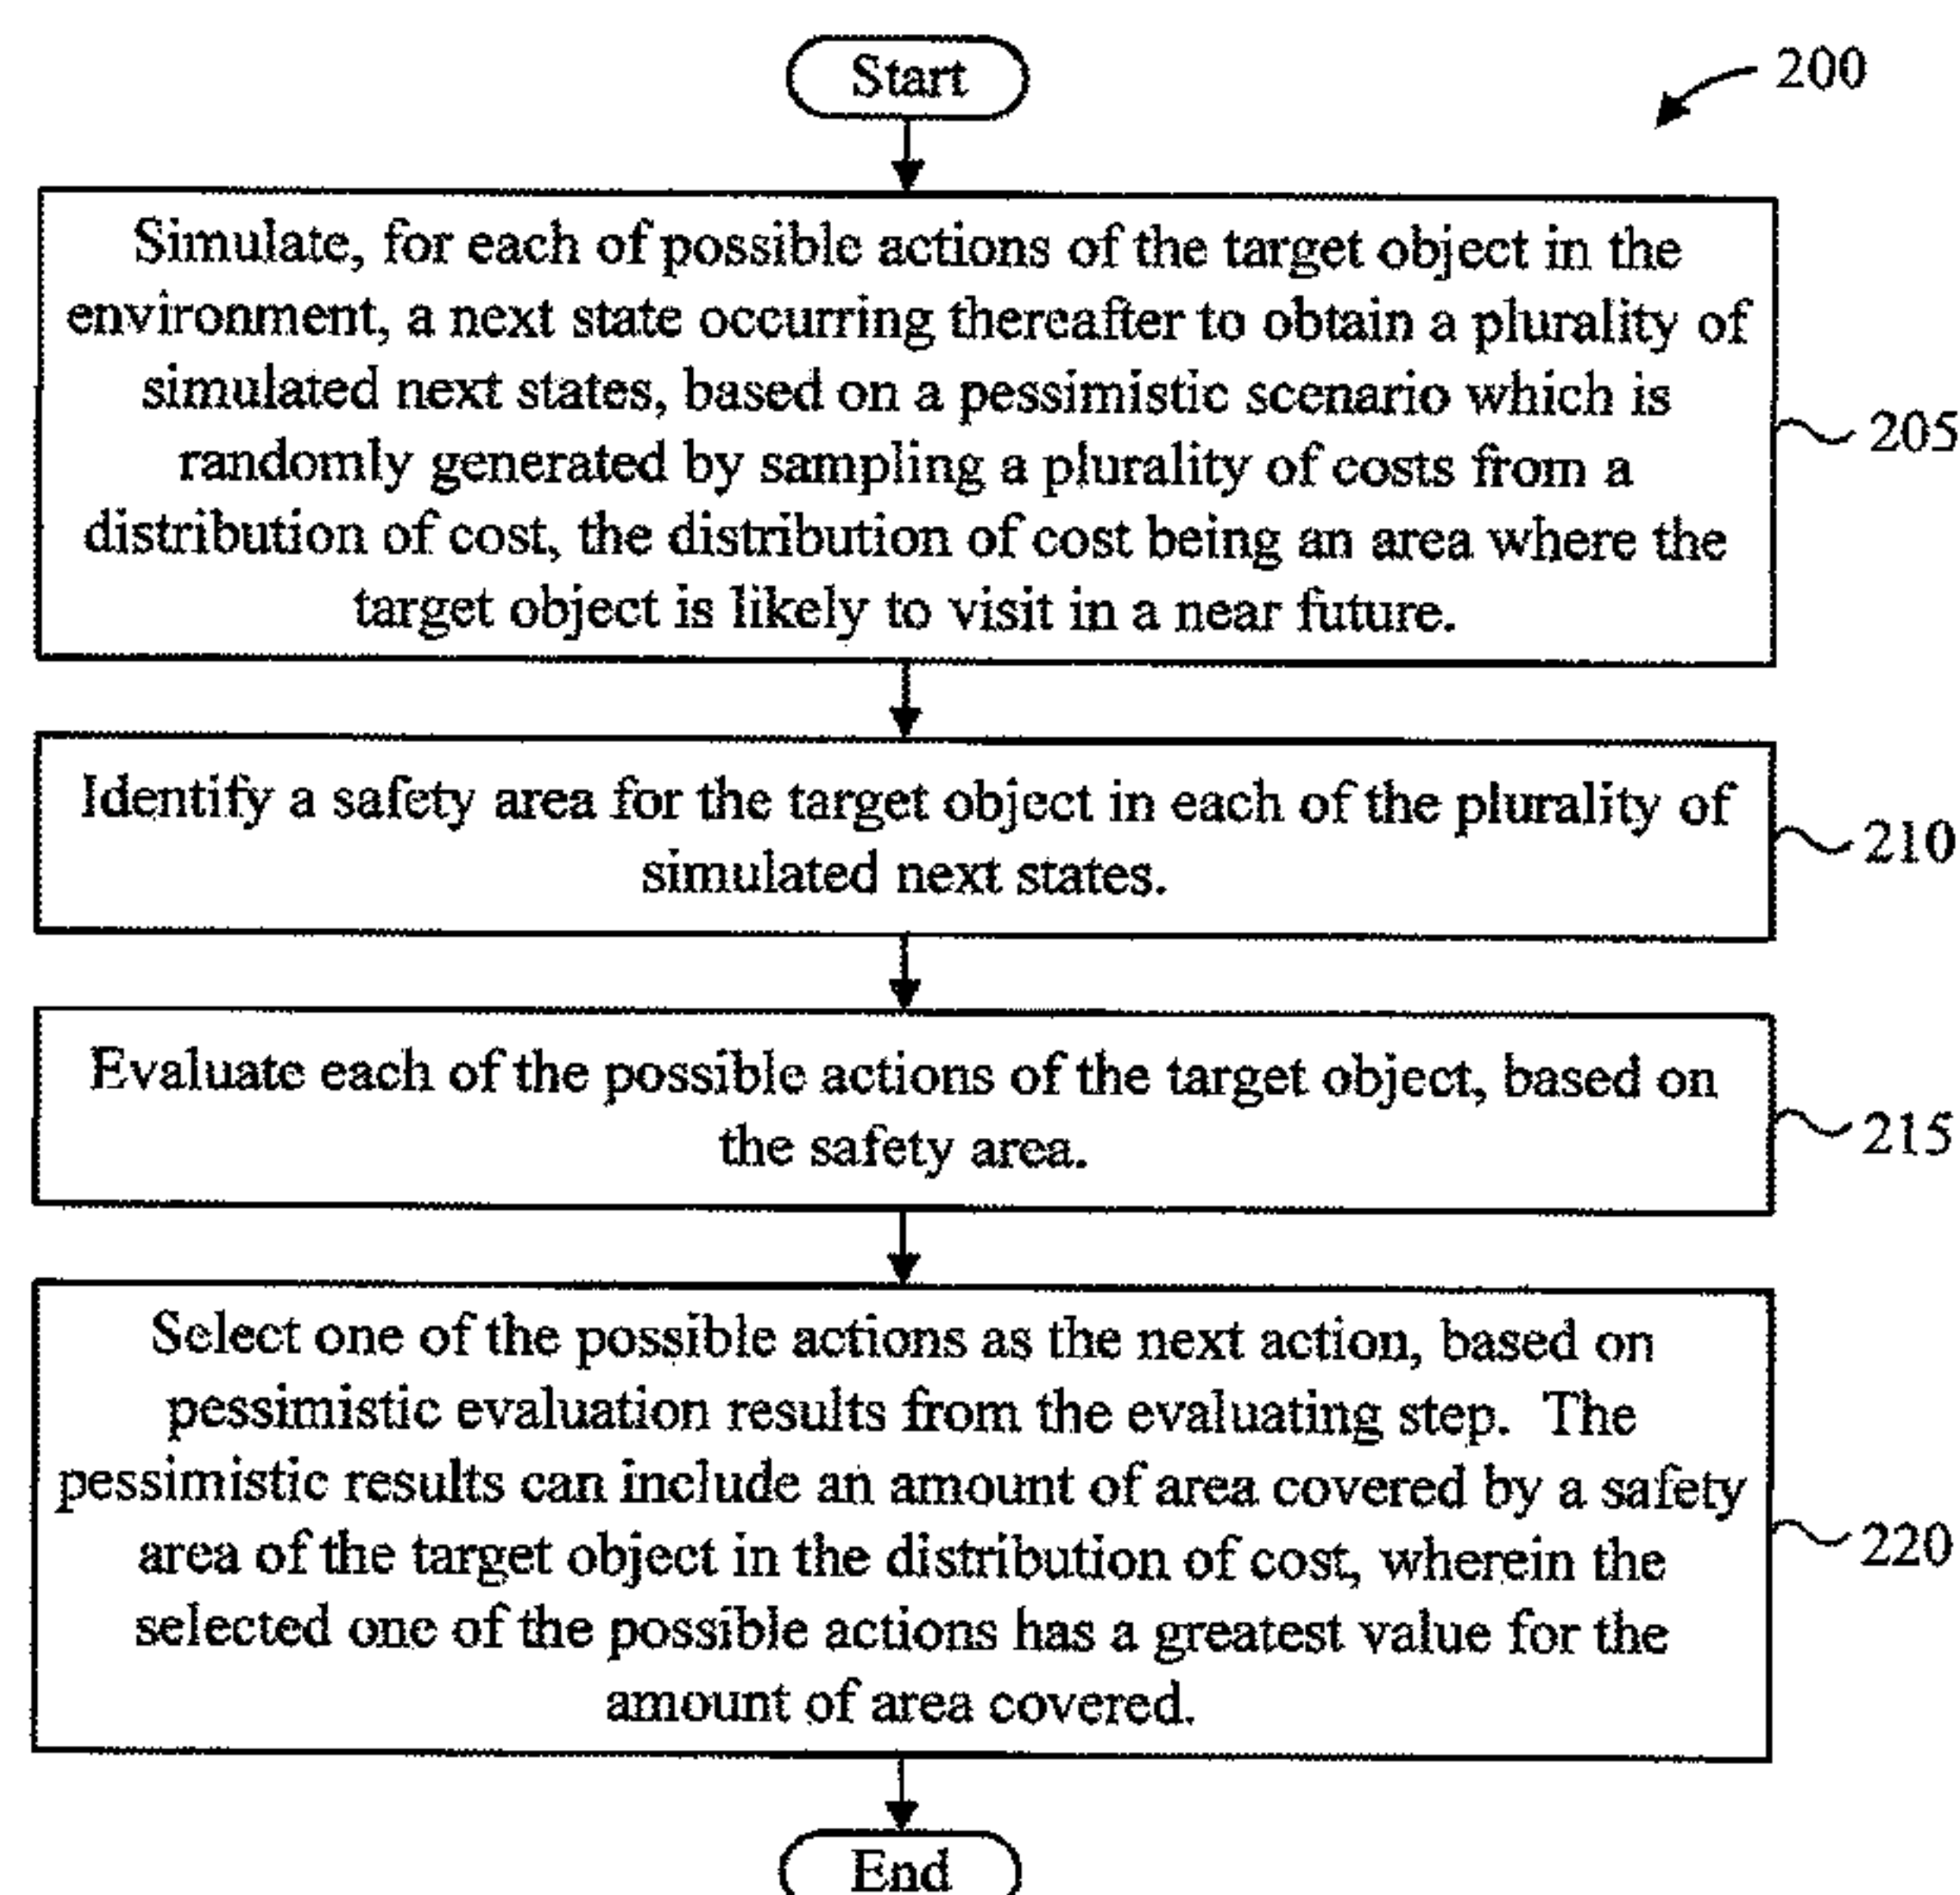 Start
200
Simulate, for each of possible actions of the target object in the
environment, a next state occurring thereafter to obtain a plurality of
simulated next states, based on a pessimistic scenario which is
randomly generated by sampling a plurality of costs from a
distribution of cost, the distribution of cost being an area where the
target object is likely to visit in a near future.
205
Identify a safety area for the target object in each of the plurality of
simulated next states.
210
Evaluate each of the possible actions of the target object, based on
the safety area.
215
Select one of the possible actions as the next action, based on
pessimistic evaluation results from the evaluating step. The
pessimistic results can include an amount of area covered by a safety
area of the target object in the distribution of cost, wherein the
selected one of the possible actions has a greatest value for the
amount of area covered.
220
End